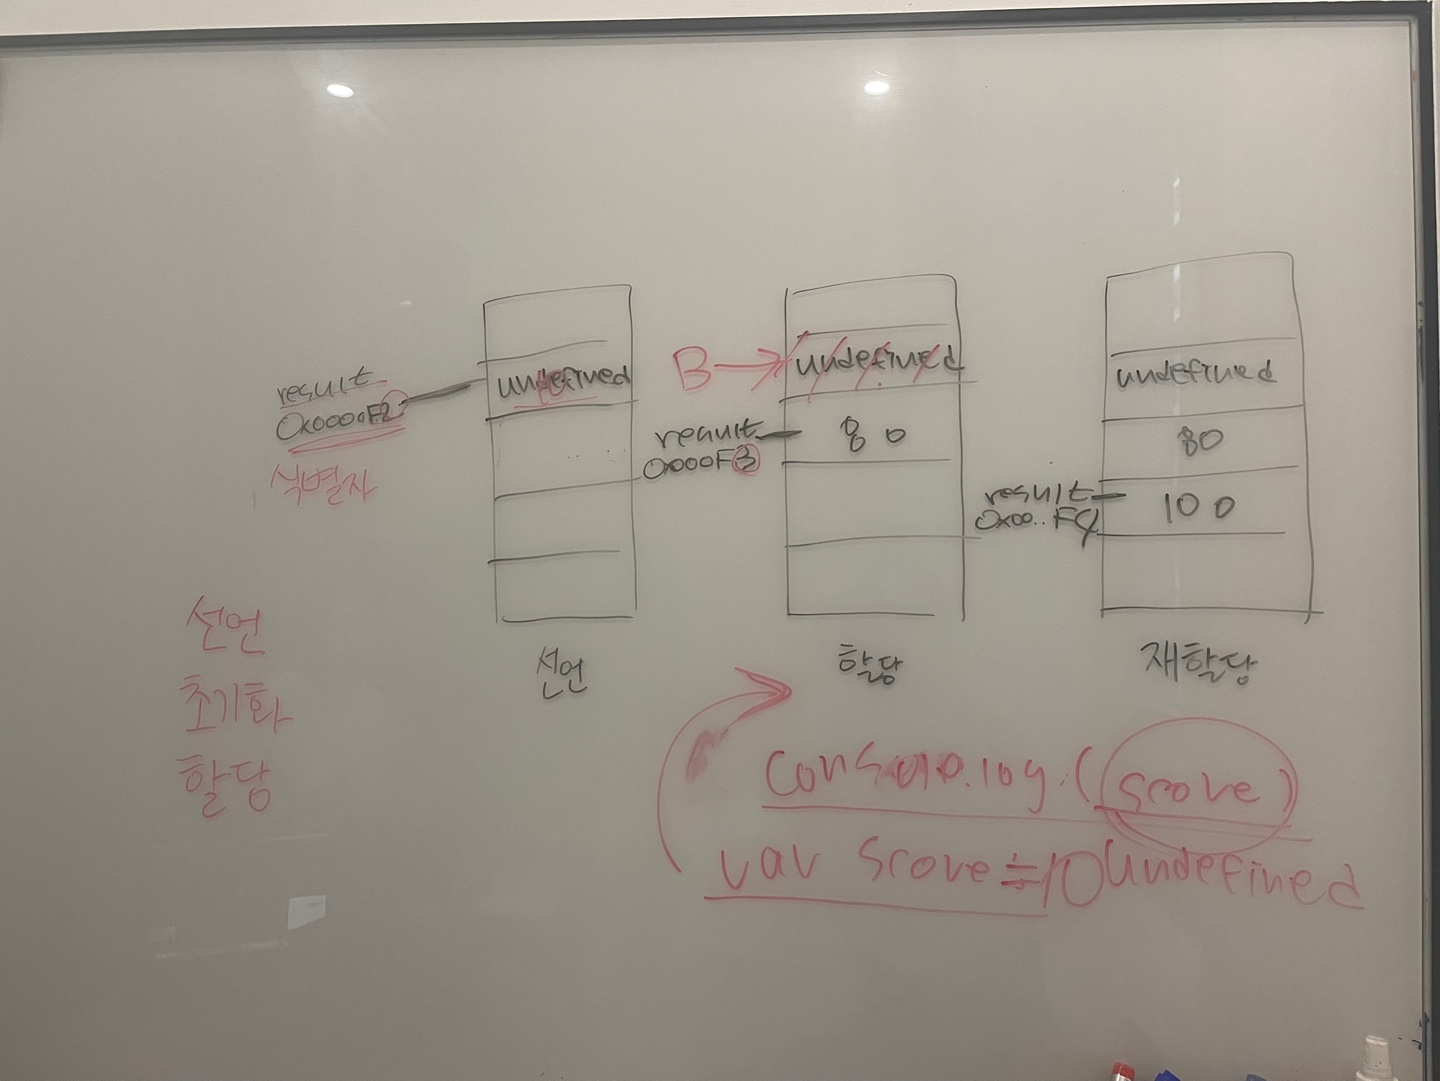 result
0x0000F2
식별자
undefined
선언
B→
undefined
result
0x000F3
80
할당
undefined
80
result
0x00..F4
100
재할당
선언
초기화
할당
console.log(score)
var score=10 undefined